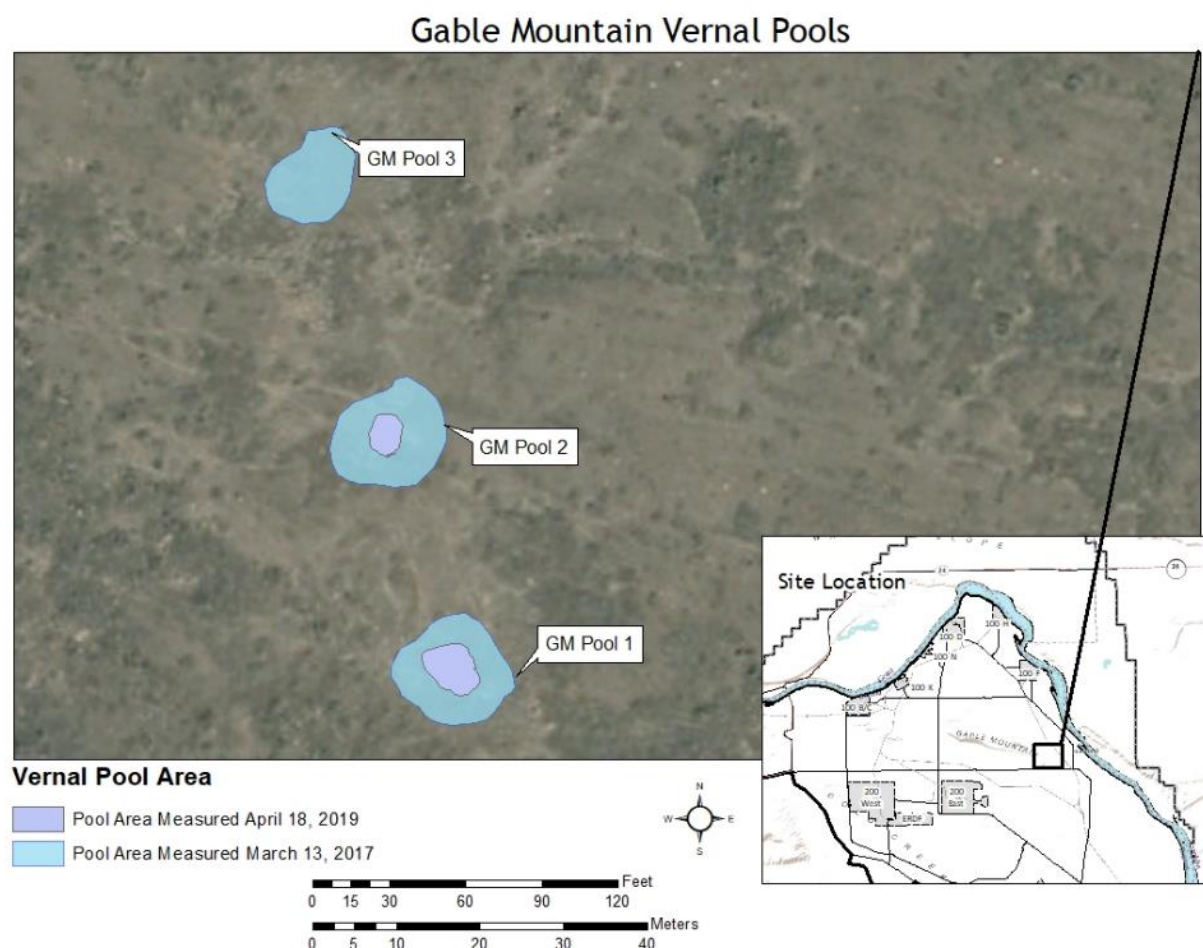 Gable Mountain Vernal Pools
GM Pool 3
GM Pool 2
GM Pool 1
Site Location
24
100 H
100 D
100 N
100 F
100 K
100 B/C
GABLE MOUNTAIN
200
West
200
East
ERDF
Vernal Pool Area
Pool Area Measured April 18, 2019
Pool Area Measured March 13, 2017
N
W
E
S
Feet
0 15 30 60 90 120
Meters
0 5 10 20 30 40